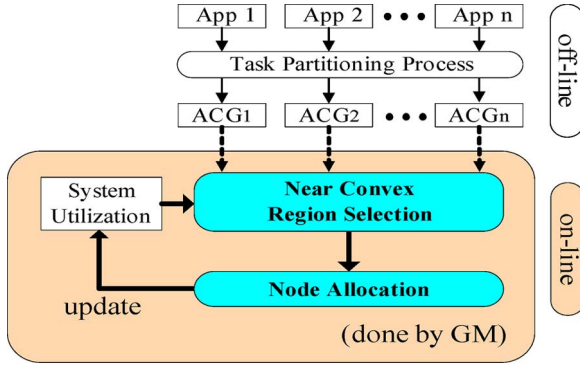 App 1 App 2 ••• App n
Task Partitioning Process
ACG1 ACG2 ••• ACGn
off-line
Near Convex
Region Selection
System
Utilization
Node Allocation
update
(done by GM)
on-line